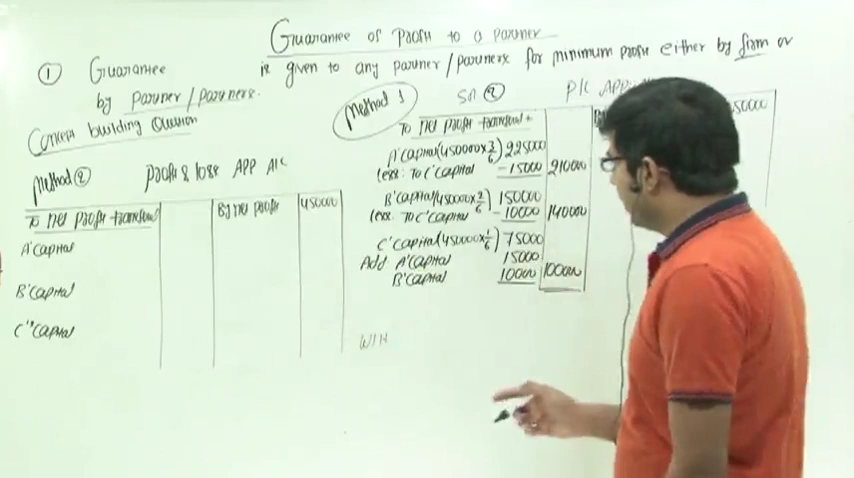 Guarantee of Profit to a Partner
① Guarantee is given to any partner/partners for minimum profit either by firm or
by partner/partners.
Concept building Question
Method ②
Profit & loss APP A/C
To net profit transferred
By net profit 450000
A'Capital
B'Capital
C'Capital
Method 1
Sol ②
P/L APP
To net profit transfer
A'Capital (450000×3/6) 225000
less: To C'Capital - 15000 210000
B'Capital (450000×2/6) 150000
less: To C'Capital - 10000 140000
C'Capital (450000×1/6) 75000
Add A'Capital 15000
B'Capital 10000 100000
W/N
50000